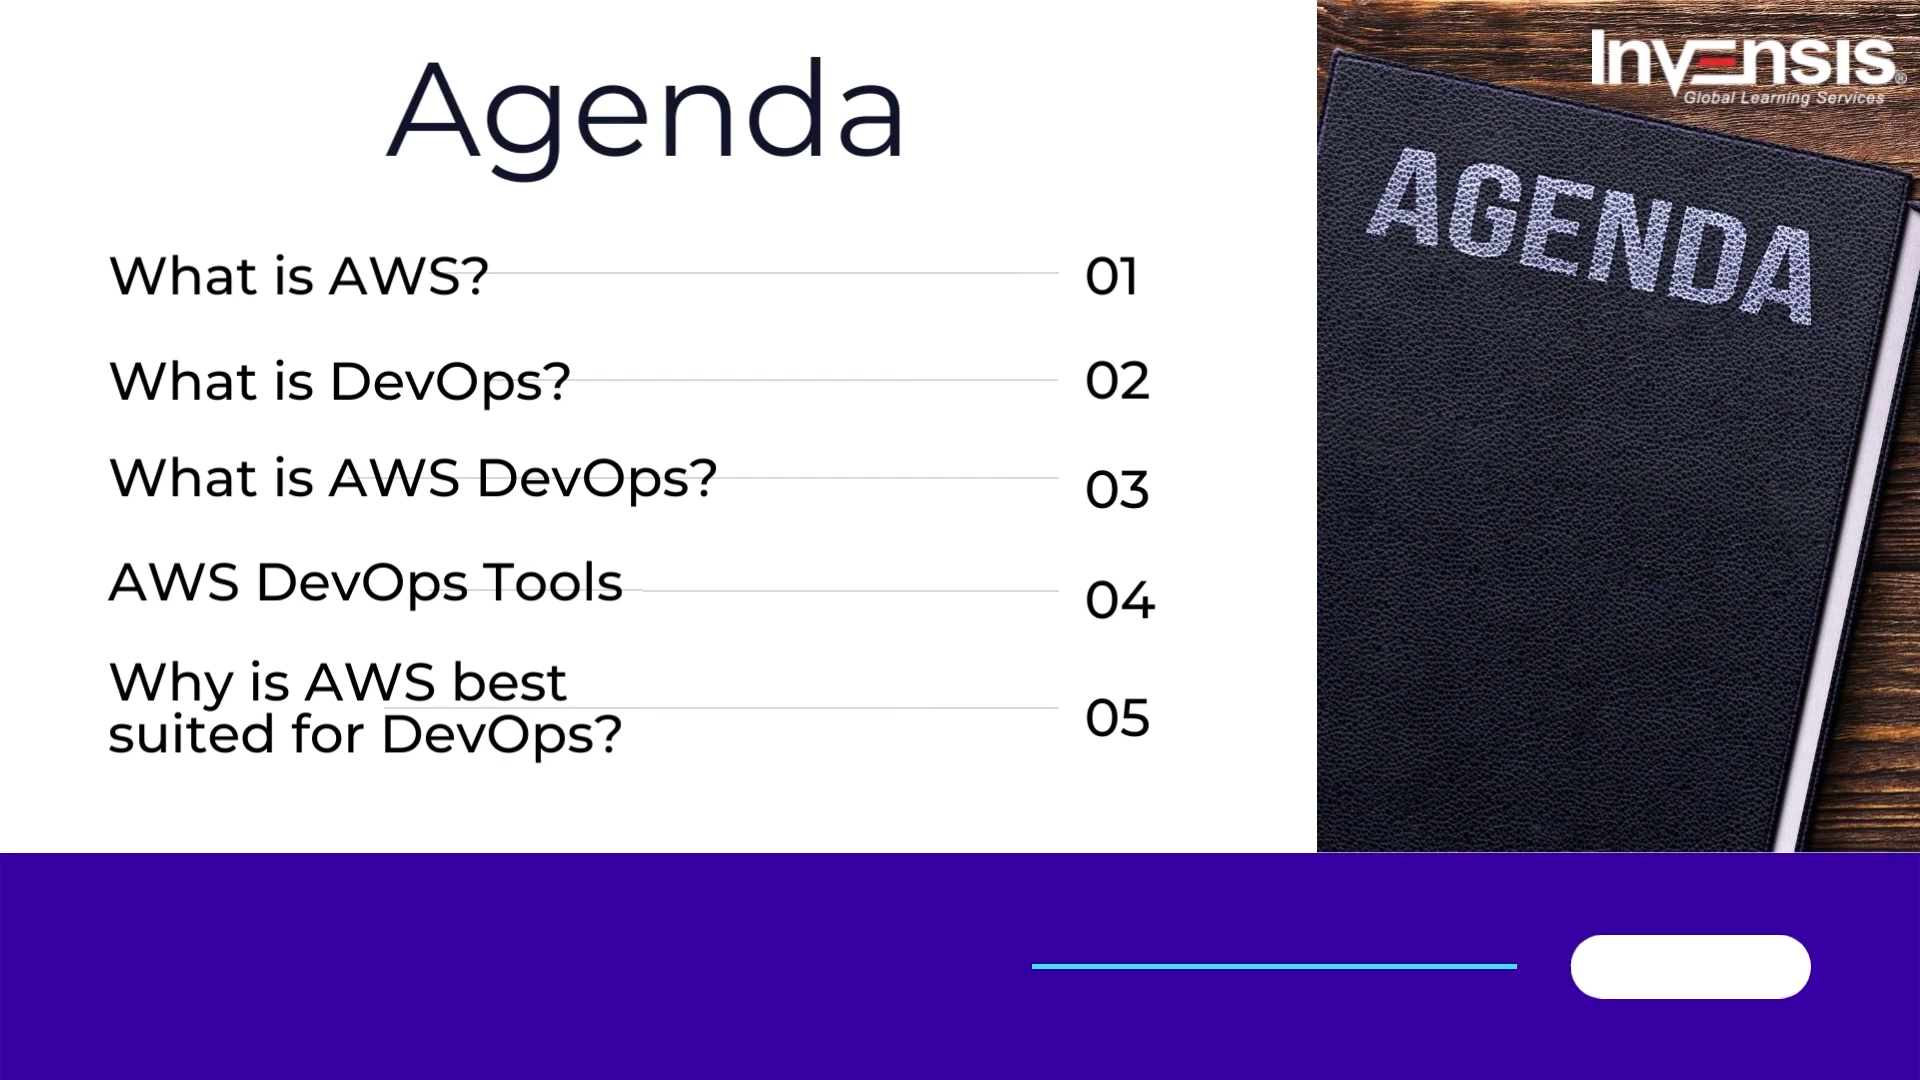 Agenda
What is AWS? 01
What is DevOps? 02
What is AWS DevOps? 03
AWS DevOps Tools 04
Why is AWS best
suited for DevOps? 05
Invensis®
Global Learning Services
AGENDA